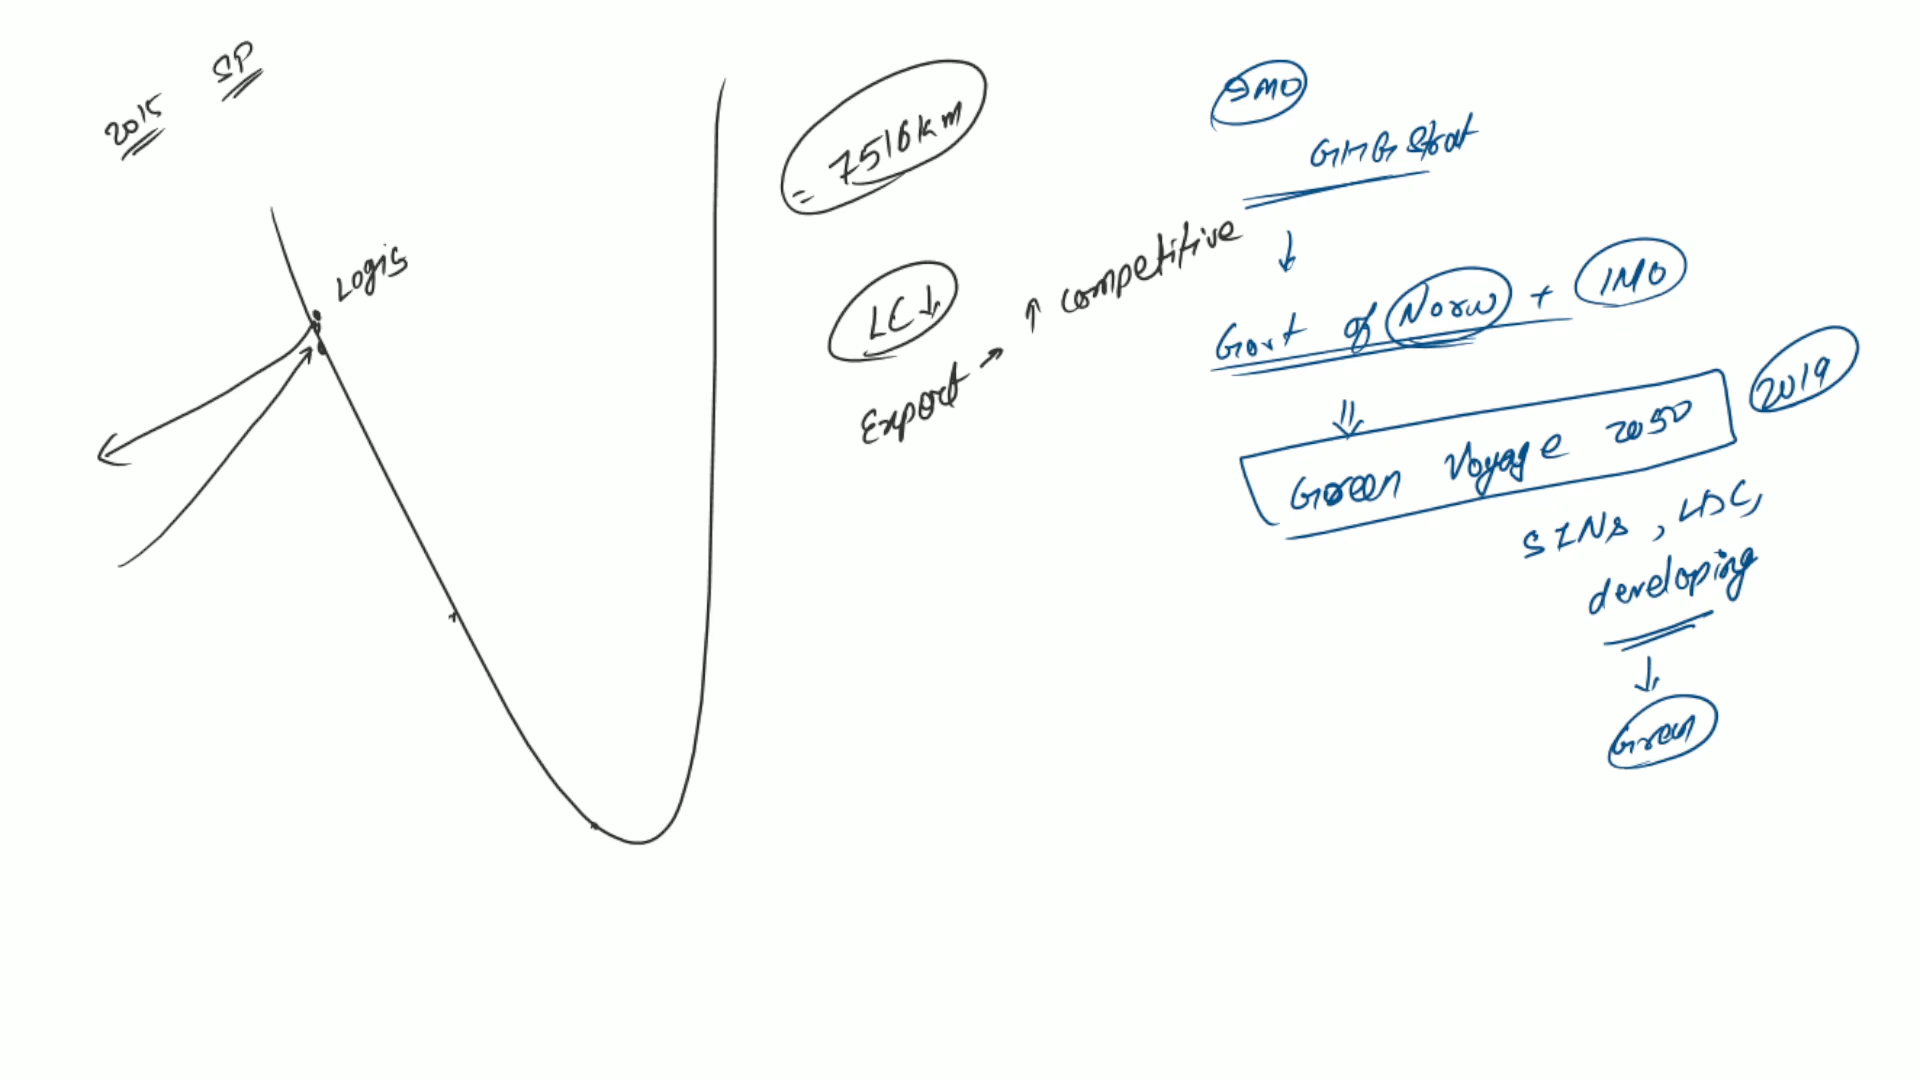 2015 SP
Logis
= 7516km
LC↓
Export → ↑ competitive
IMO
GHG Strat
↓
Govt of Norw + IMO
⇓
Green Voyage 2050
2019
SINs, LDC,
developing
↓
Green